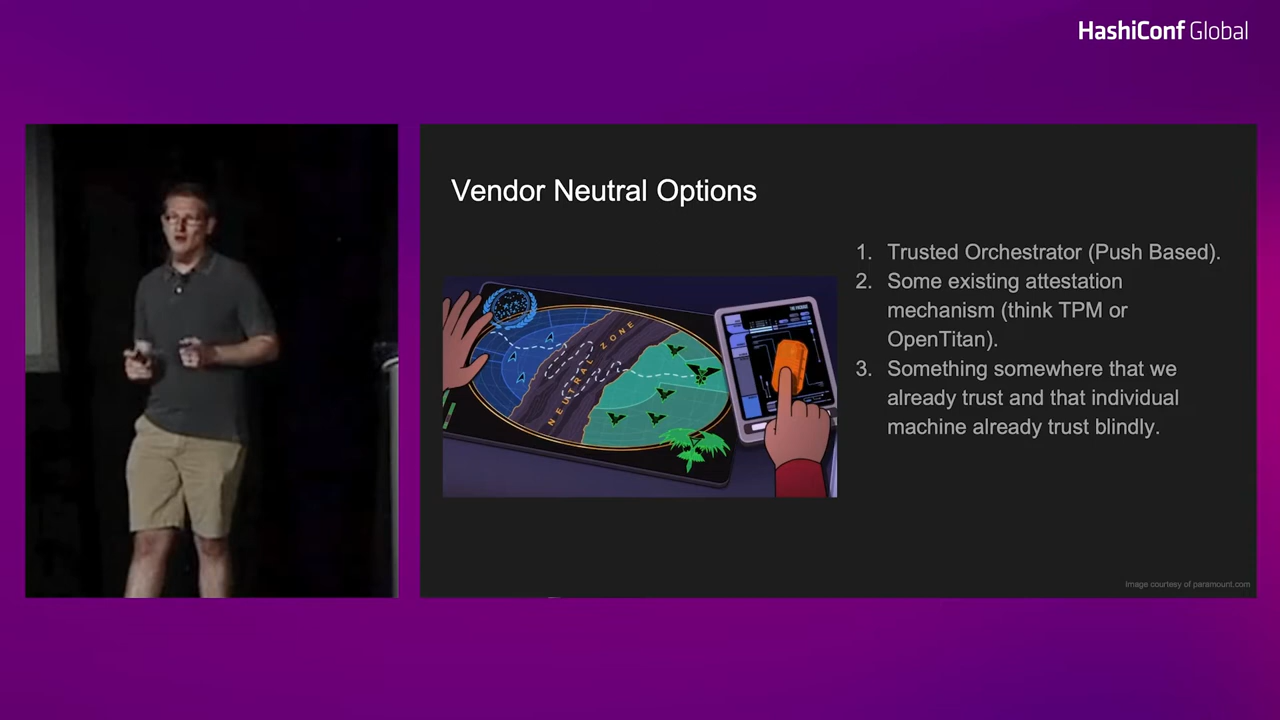 HashiConf Global
Vendor Neutral Options
NEUTRAL ZONE
1. Trusted Orchestrator (Push Based).
2. Some existing attestation
mechanism (think TPM or
OpenTitan).
3. Something somewhere that we
already trust and that individual
machine already trust blindly.
Image courtesy of paramount.com